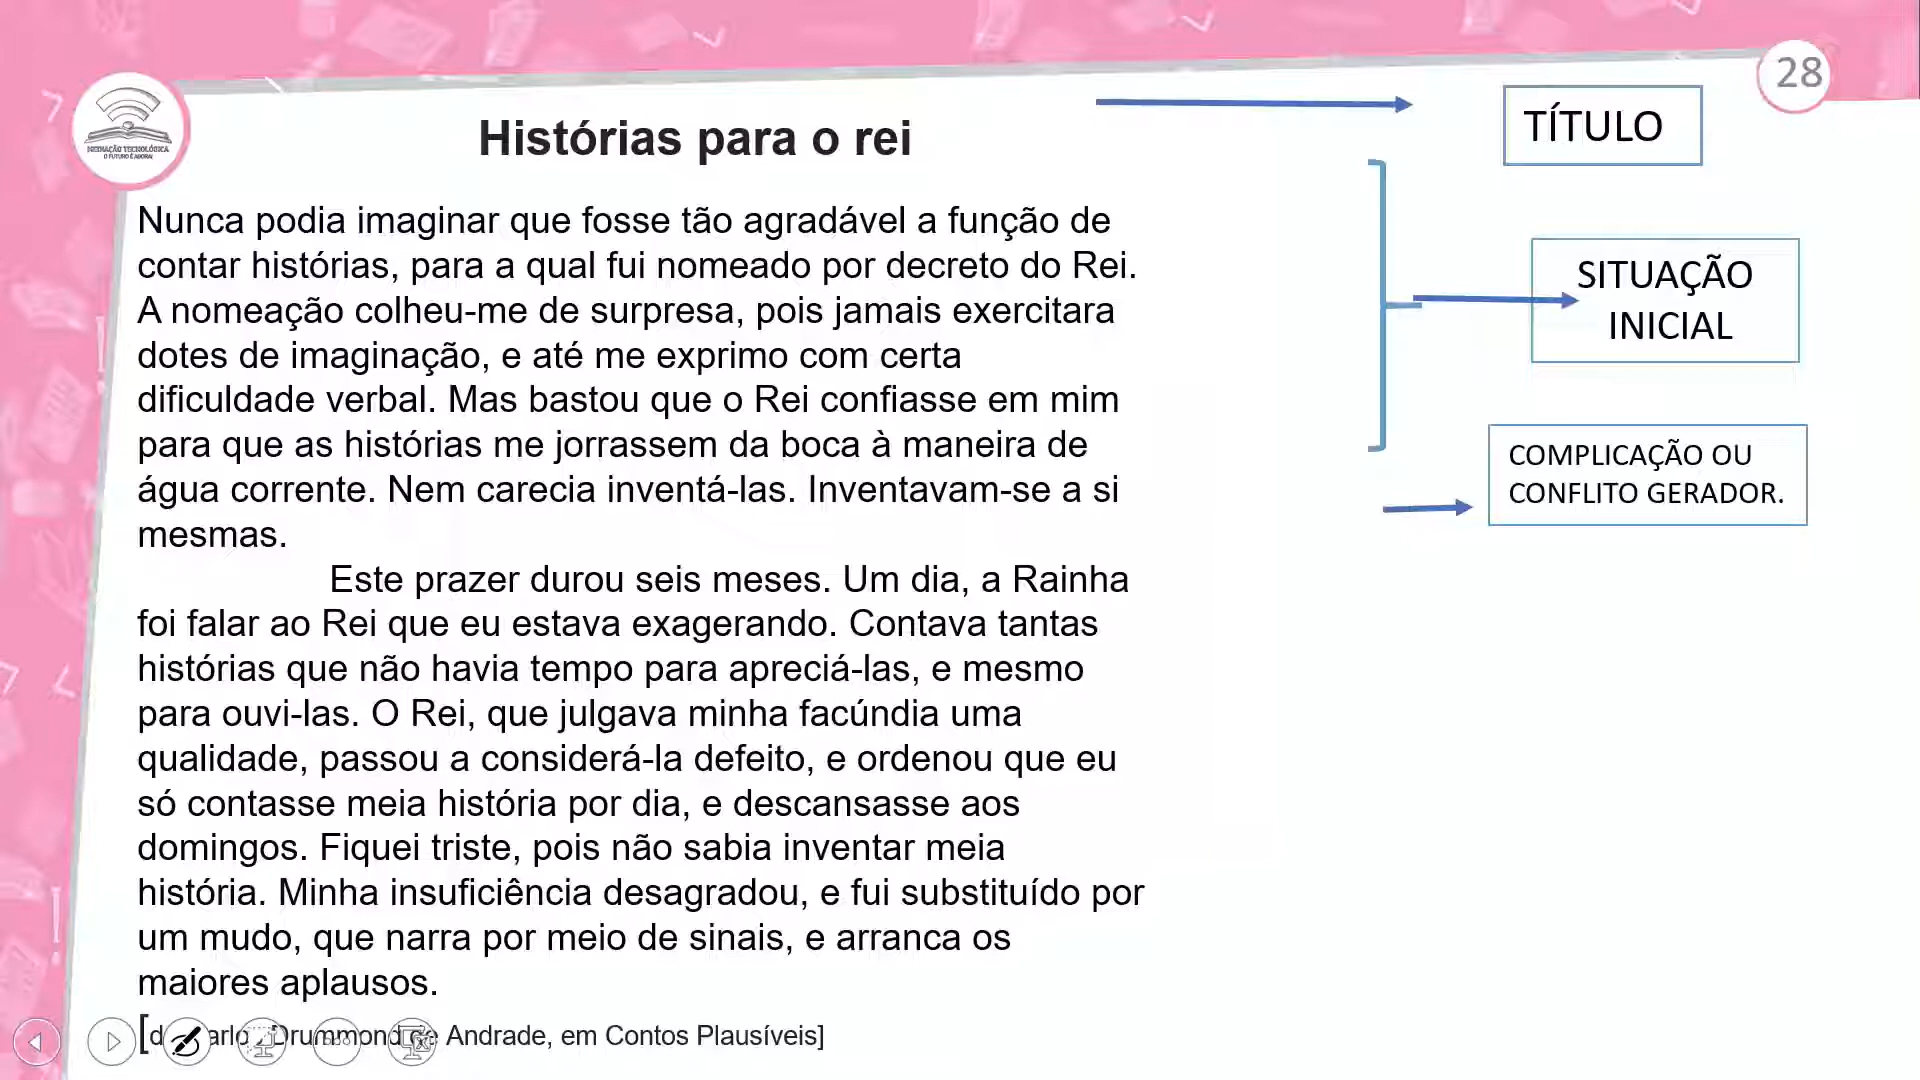 28
MEDIAÇÃO TECNOLÓGICA
O FUTURO É AGORA!
Histórias para o rei
TÍTULO
Nunca podia imaginar que fosse tão agradável a função de
contar histórias, para a qual fui nomeado por decreto do Rei.
A nomeação colheu-me de surpresa, pois jamais exercitara
dotes de imaginação, e até me exprimo com certa
dificuldade verbal. Mas bastou que o Rei confiasse em mim
para que as histórias me jorrassem da boca à maneira de
água corrente. Nem carecia inventá-las. Inventavam-se a si
mesmas.
SITUAÇÃO
INICIAL
COMPLICAÇÃO OU
CONFLITO GERADOR.
Este prazer durou seis meses. Um dia, a Rainha
foi falar ao Rei que eu estava exagerando. Contava tantas
histórias que não havia tempo para apreciá-las, e mesmo
para ouvi-las. O Rei, que julgava minha facúndia uma
qualidade, passou a considerá-la defeito, e ordenou que eu
só contasse meia história por dia, e descansasse aos
domingos. Fiquei triste, pois não sabia inventar meia
história. Minha insuficiência desagradou, e fui substituído por
um mudo, que narra por meio de sinais, e arranca os
maiores aplausos.
Drummond de Andrade, em Contos Plausíveis]